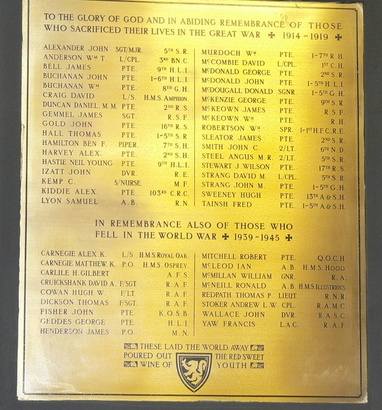 TO THE GLORY OF GOD AND IN ABIDING REMEMBRANCE OF THOSE
WHO SACRIFICED THEIR LIVES IN THE GREAT WAR ✠ 1914-1919 ✠
ALEXANDER JOHN SGT/MJR. 5TH S.R.
ANDERSON WM T. L/CPL. 3RD BN C.
BELL JAMES PTE. 9TH H.L.I.
BUCHANAN JOHN PTE. 1-6TH H.L.I.
BUCHANAN WM PTE. 8TH G.H.
CRAIG DAVID L/S H.M.S. AMPHION.
DUNCAN DANIEL M.M. PTE. 2ND R.S.
GEMMEL JAMES SGT. R.S.F.
GOLD JOHN PTE. 16TH R.S.
HALL THOMAS PTE. 1-5TH S.R.
HAMILTON BEN F. PIPER. 7TH S.H.
HARVEY ALEX. PTE. 2ND S.H.
HASTIE NEIL YOUNG PTE. 9TH H.L.I.
IZATT JOHN DVR. R.E.
KEMP C. S/NURSE. M.F.
KIDDIE ALEX. PTE. 103RD C.R.C.
LYON SAMUEL A.B. R.N.
MURDOCH WM PTE. 1-7TH R.H.
MCCOMBIE DAVID L/CPL. 1ST C.H.
MCDONALD GEORGE PTE. 2ND S.R.
MCDONALD JOHN PTE. 1-5TH H.L.I.
MCDOUGALL DONALD SGNR. 1-5TH G.H.
MCKENZIE GEORGE PTE. 9TH S.R.
MCKEOWN JAMES PTE. R.S.F.
MCKEOWN WM PTE. R.H.
ROBERTSON WM SPR. 1-1ST H.F.C.R.E.
SLEATOR JAMES PTE. 2ND S.R.
SMITH JOHN C. 2/LT. 6TH N.D.
STEEL ANGUS M.R. 2/LT. 5TH S.R.
STEWART J. WILSON PTE. 17TH R.S.
STRANG DAVID M. L/CPL. 5TH S.R.
STRANG JOHN M. PTE. 1-5TH G.H.
SWEENEY HUGH PTE. 13TH A & S.H.
TAINSH FRED PTE. 1-5TH A & S.H.
IN REMEMBRANCE ALSO OF THOSE WHO
FELL IN THE WORLD WAR ✠ 1939-1945 ✠
CARNEGIE ALEX. K. L/S H.M.S. ROYAL OAK
CARNEGIE MATTHEW. K. P.O. H.M.S. OSPREY
CARLILE H. GILBERT A.F.S.
CRUICKSHANK DAVID A. F/SGT R.A.F.
COWAN HUGH W. F/LT R.A.F.
DICKSON THOMAS F/SGT. R.A.F.
FISHER JOHN PTE. K.O.S.B.
GEDDES GEORGE PTE. H.L.I.
HENDERSON JAMES P.O. M.N.
MITCHELL ROBERT PTE. Q.O.C.H.
MCLEOD IAN A.B. H.M.S. HOOD
MCMILLAN WILLIAM GNR. R.A.
MCNEILL RONALD A.B. H.M.S. ILLUSTRIOUS
REDPATH THOMAS P. LIEUT. R.N.R.
STOKER ANDREW L.W. CPL. R.A.M.C.
WALLACE JOHN DVR. R.A.S.C.
YAW FRANCIS L.A.C. R.A.F.
THESE LAID THE WORLD AWAY
POURED OUT THE RED SWEET
WINE OF YOUTH